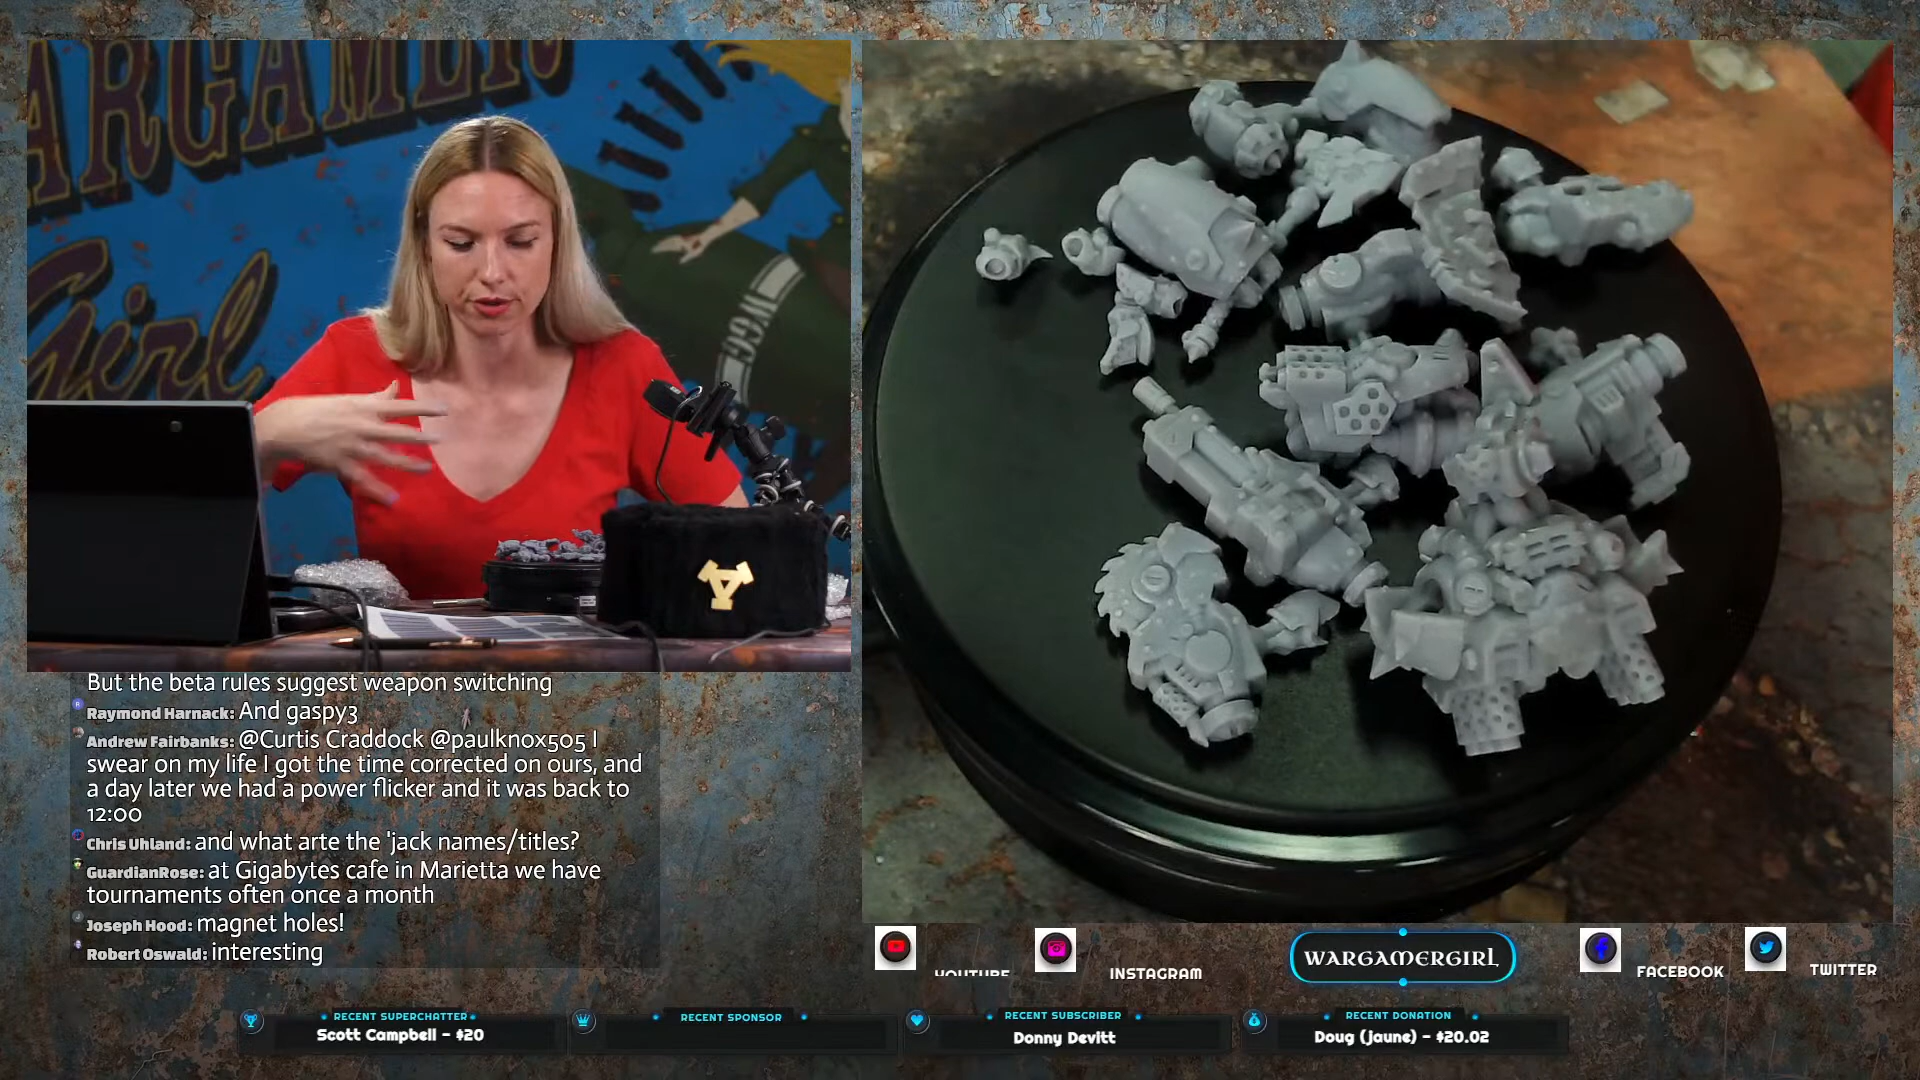 ARGAMER
Girl
WGG
But the beta rules suggest weapon switching
Raymond Harnack: And gaspy3
Andrew Fairbanks: @Curtis Craddock @paulknox505 I
swear on my life I got the time corrected on ours, and
a day later we had a power flicker and it was back to
12:00
Chris Uhland: and what arte the 'jack names/titles?
GuardianRose: at Gigabytes cafe in Marietta we have
tournaments often once a month
Joseph Hood: magnet holes!
Robert Oswald: interesting
YOUTUBE
INSTAGRAM
WARGAMERGIRL
FACEBOOK
TWITTER
RECENT SUPERCHATTER
Scott Campbell - $20
RECENT SPONSOR
RECENT SUBSCRIBER
Donny Devitt
RECENT DONATION
Doug (jaune) - $20.02